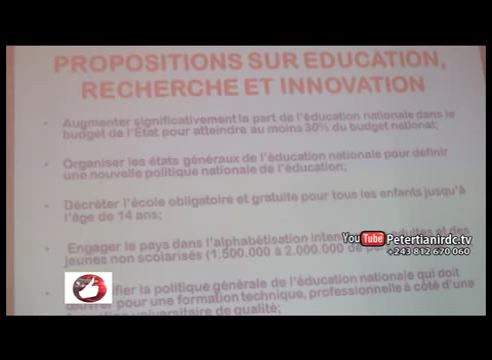 PROPOSITIONS SUR EDUCATION,
RECHERCHE ET INNOVATION
• Augmenter significativement la part de l'éducation nationale dans le
budget de l'État pour atteindre au moins 30% du budget national;
• Organiser les états généraux de l'éducation nationale pour définir
une nouvelle politique nationale de l'éducation;
• Décréter l'école obligatoire et gratuite pour tous les enfants jusqu'à
l'âge de 14 ans;
• Engager le pays dans l'alphabétisation des
jeunes non scolarisés (1.500.000 à 2.000.000 de
You Tube Petertianirdc.tv
+243 812 670 060
la politique générale de l'éducation nationale qui doit
pour une formation technique, professionnelle à côté d'une
universitaire de qualité;